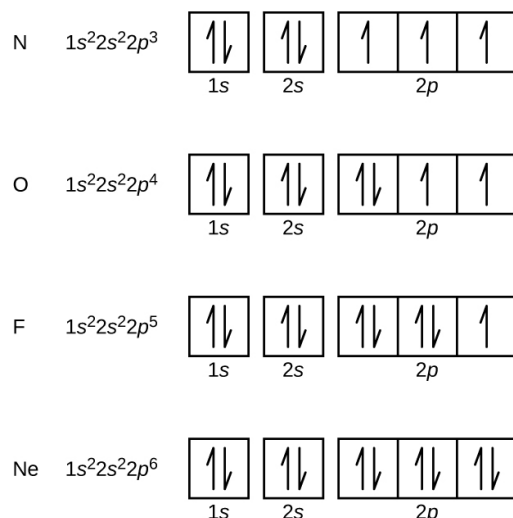 N 1s²2s²2p³
1s 2s 2p
O 1s²2s²2p⁴
1s 2s 2p
F 1s²2s²2p⁵
1s 2s 2p
Ne 1s²2s²2p⁶
1s 2s 2p